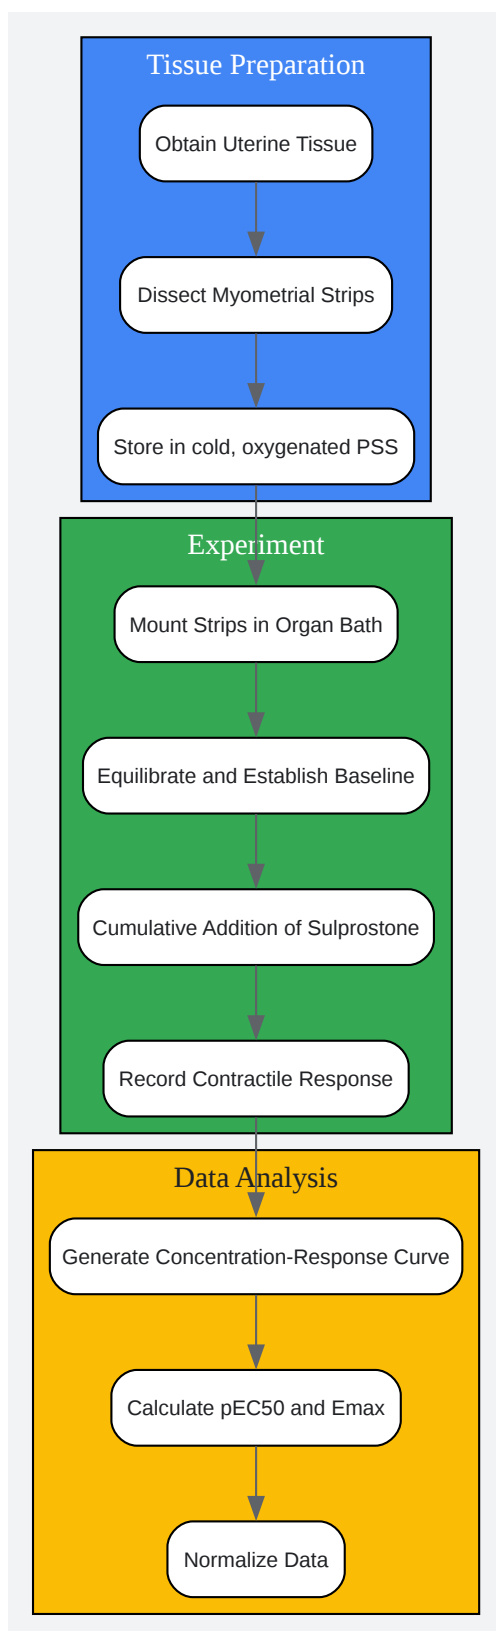 Tissue Preparation
Obtain Uterine Tissue
Dissect Myometrial Strips
Store in cold, oxygenated PSS
Experiment
Mount Strips in Organ Bath
Equilibrate and Establish Baseline
Cumulative Addition of Sulprostone
Record Contractile Response
Data Analysis
Generate Concentration-Response Curve
Calculate pEC50 and Emax
Normalize Data